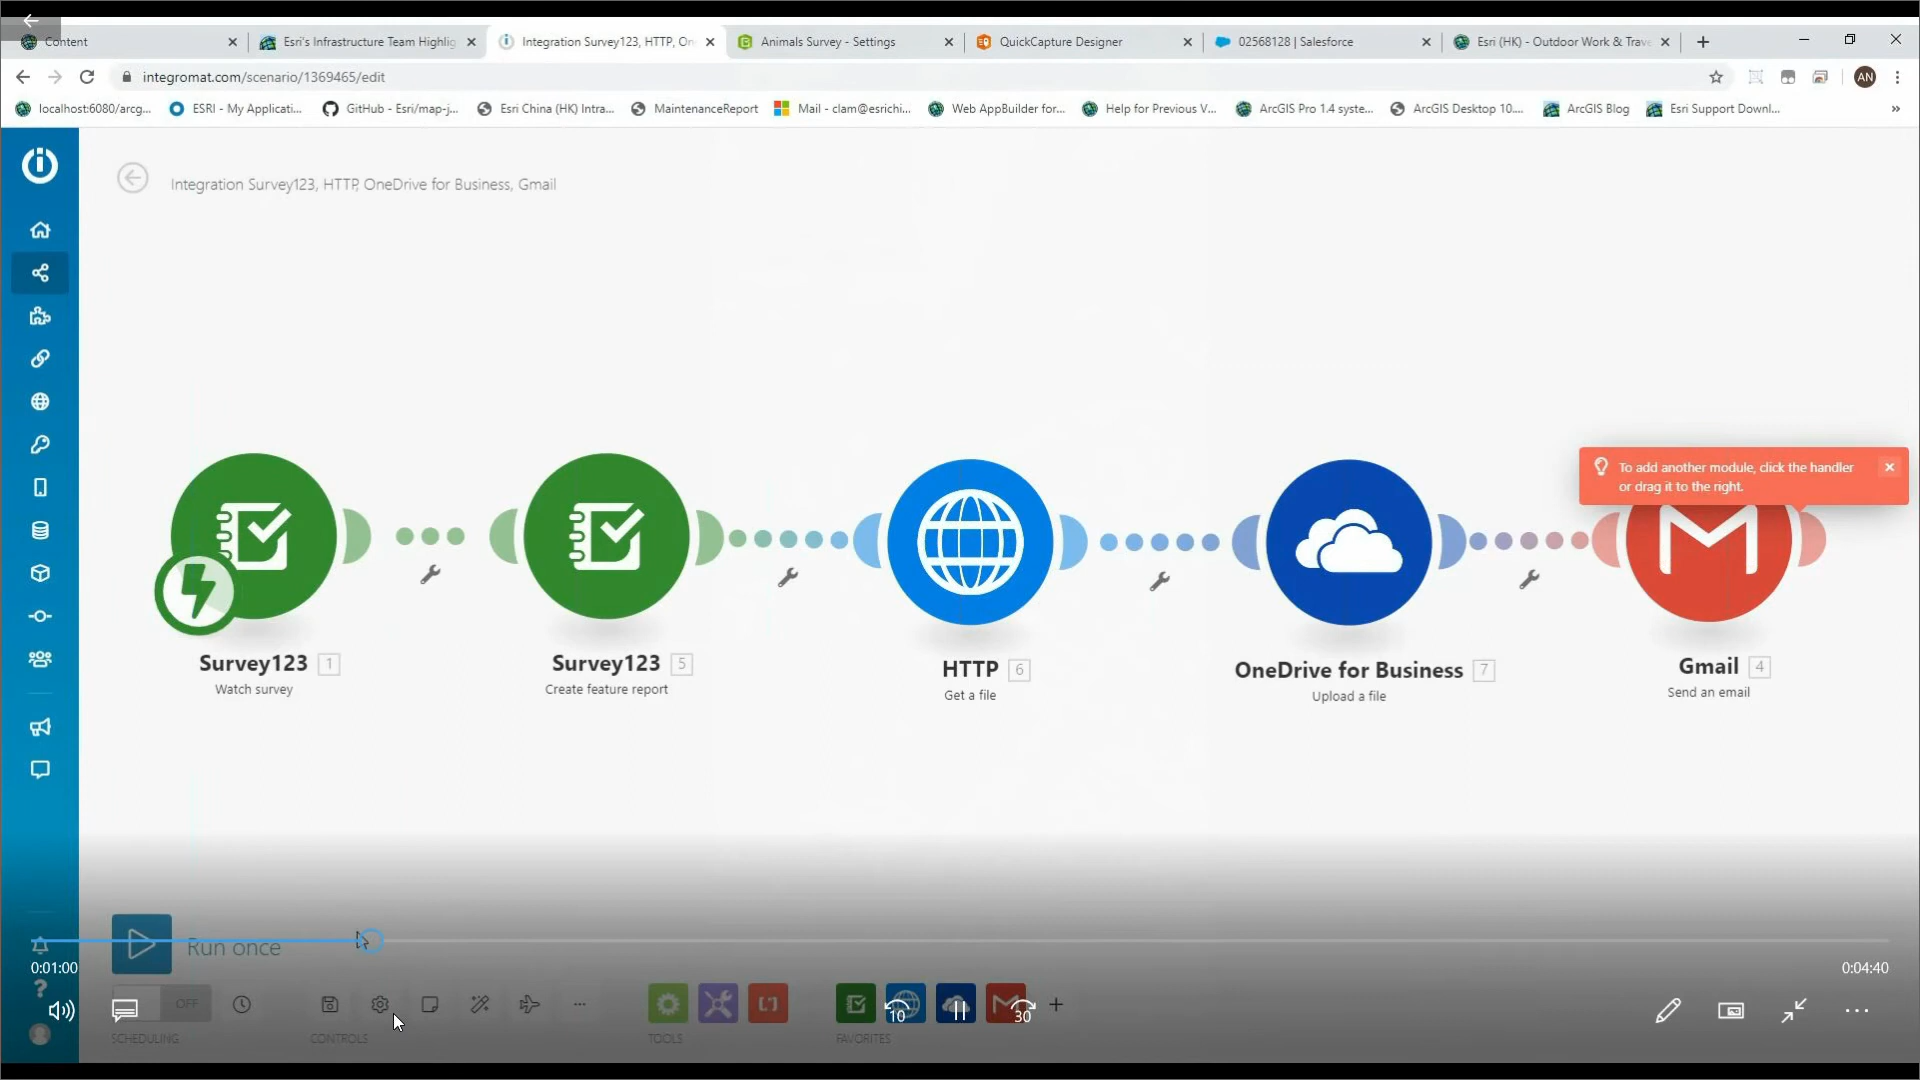 Content
Esri's Infrastructure Team Highlig
Integration Survey123, HTTP, On
Animals Survey - Settings
QuickCapture Designer
02568128 | Salesforce
Esri (HK) - Outdoor Work & Trave
integromat.com/scenario/1369465/edit
AN
localhost:6080/arcg...
ESRI - My Applicati...
GitHub - Esri/map-j...
Esri China (HK) Intra...
MaintenanceReport
Mail - clam@esrichi...
Web AppBuilder for...
Help for Previous V...
ArcGIS Pro 1.4 syste...
ArcGIS Desktop 10....
ArcGIS Blog
Esri Support Downl...
»
Integration Survey123, HTTP, OneDrive for Business, Gmail
To add another module, click the handler
or drag it to the right.
Survey123 1
Watch survey
Survey123 5
Create feature report
HTTP 6
Get a file
OneDrive for Business 7
Upload a file
Gmail 4
Send an email
Run once
0:01:00
0:04:40
OFF
10
30
SCHEDULING
CONTROLS
TOOLS
FAVORITES